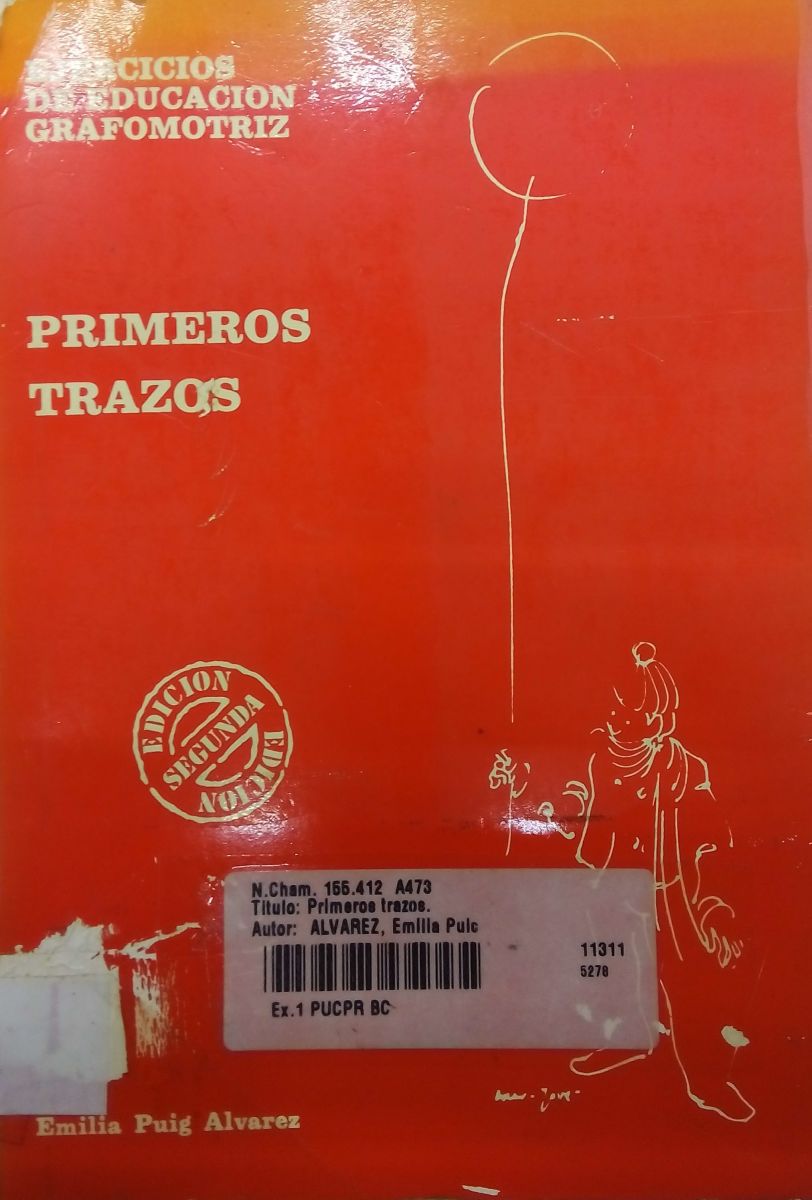 EJERCICIOS
DE EDUCACION
GRAFOMOTRIZ
PRIMEROS
TRAZOS
EDICION
SEGUNDA
EDICION
N.Cham. 155.412 A473
Título: Primeros trazos.
Autor: ALVAREZ, Emilia Puic
11311
5278
Ex.1 PUCPR BC
Emilia Puig Alvarez